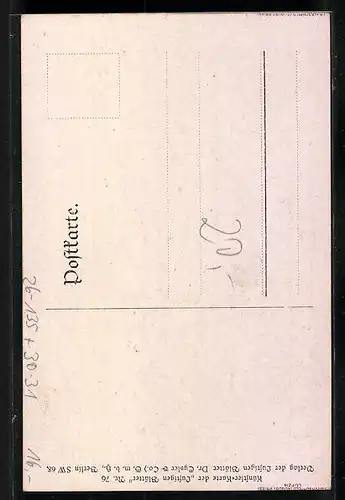 Postkarte.
20,-
26-135 + 30-31
16.-
Künstler-Karte der „Lustigen Blätter“ Nr. 76
Verlag der Lustigen Blätter Dr. Eysler & Co.) G. m. b. H., Berlin SW 68.